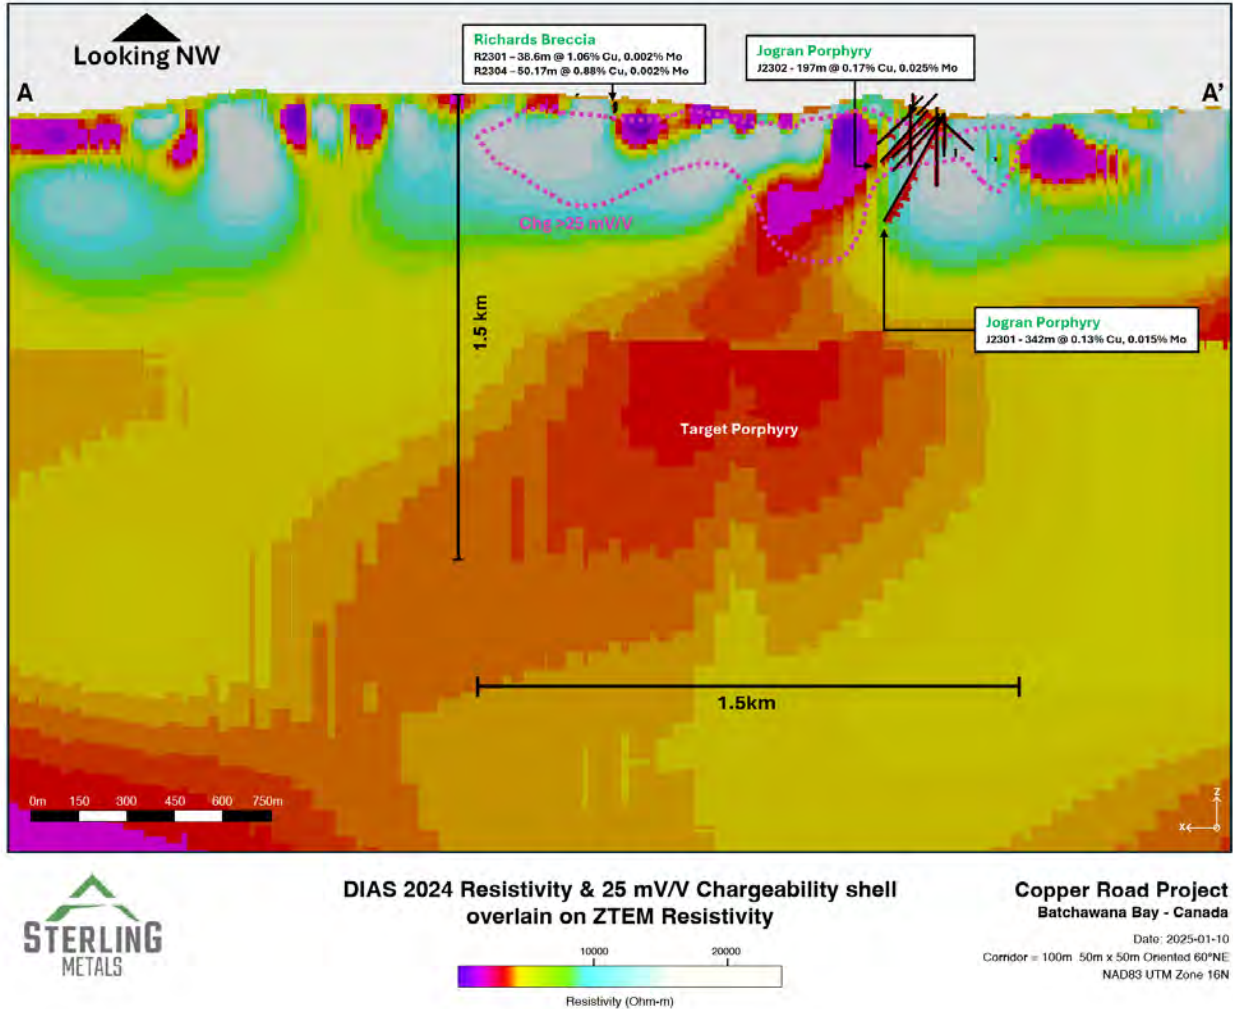 Looking NW
Richards Breccia
R2301 – 38.6m @ 1.06% Cu, 0.002% Mo
R2304 – 50.17m @ 0.88% Cu, 0.002% Mo
Jogran Porphyry
J2302 - 197m @ 0.17% Cu, 0.025% Mo
A
A'
Chg >25 mV/V
1.5 km
Jogran Porphyry
J2301 - 342m @ 0.13% Cu, 0.015% Mo
Target Porphyry
1.5km
0m 150 300 450 600 750m
Z
X
STERLING
METALS
DIAS 2024 Resistivity & 25 mV/V Chargeability shell
overlain on ZTEM Resistivity
10000 20000
Resistivity (Ohm-m)
Copper Road Project
Batchawana Bay - Canada
Date: 2025-01-10
Corridor = 100m 50m x 50m Oriented 60°NE
NAD83 UTM Zone 16N